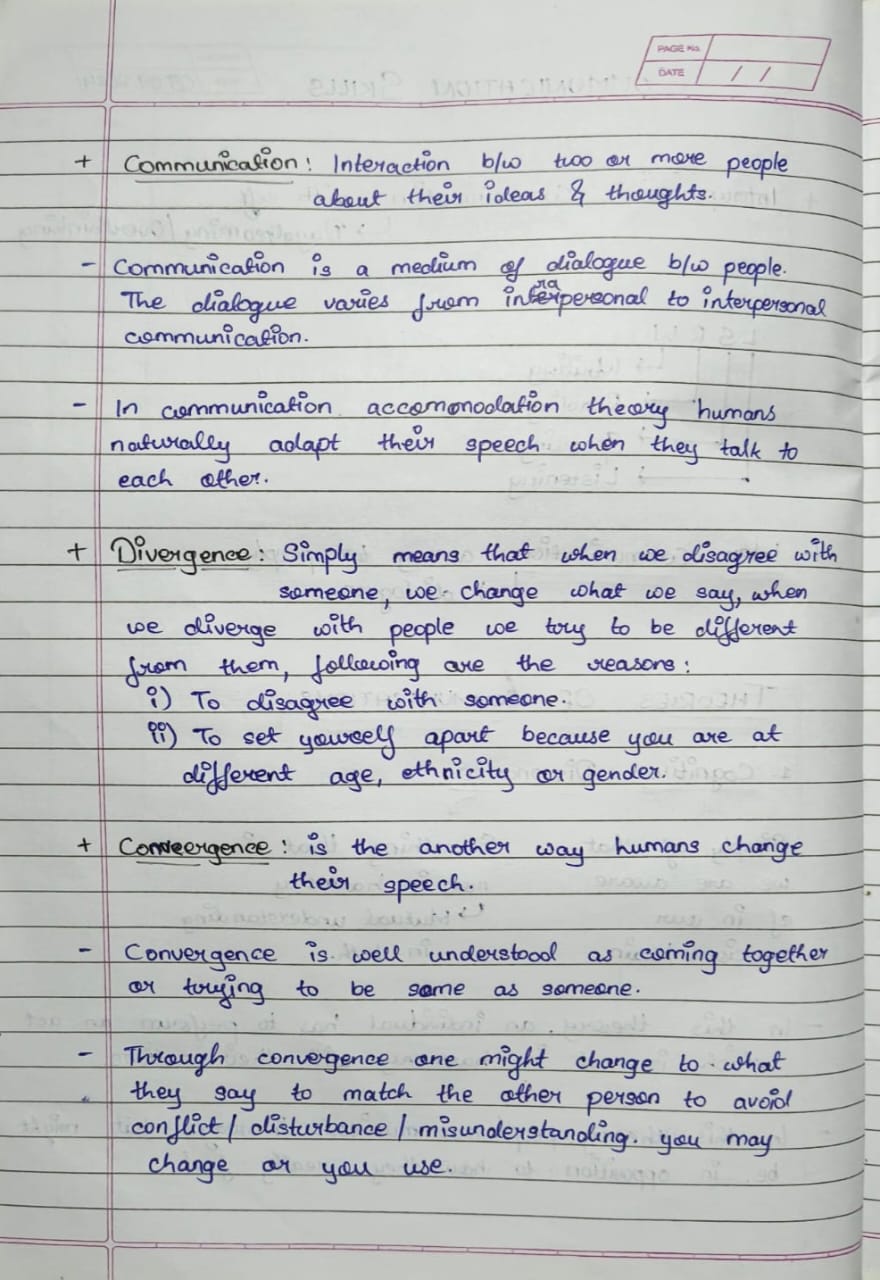 PAGE No.
DATE / /
+ Communication : Interaction b/w two or more people
about their ideas & thoughts.
- Communication is a medium of dialogue b/w people.
The dialogue varies from intrapersonal to interpersonal
communication.
- In communication accomonodation theory humans
naturally adapt their speech when they talk to
each other.
+ Divergence : Simply means that when we disagree with
someone, we change what we say, when
we diverge with people we try to be different
from them, following are the reasons :
i) To disagree with someone.
ii) To set yourself apart because you are at
different age, ethnicity or gender.
+ Convergence : is the another way humans change
their speech.
- Convergence is well understood as coming together
or trying to be same as someone.
- Through convergence one might change to what
they say to match the other person to avoid
conflict / disturbance / misunderstanding. you may
change or you use.